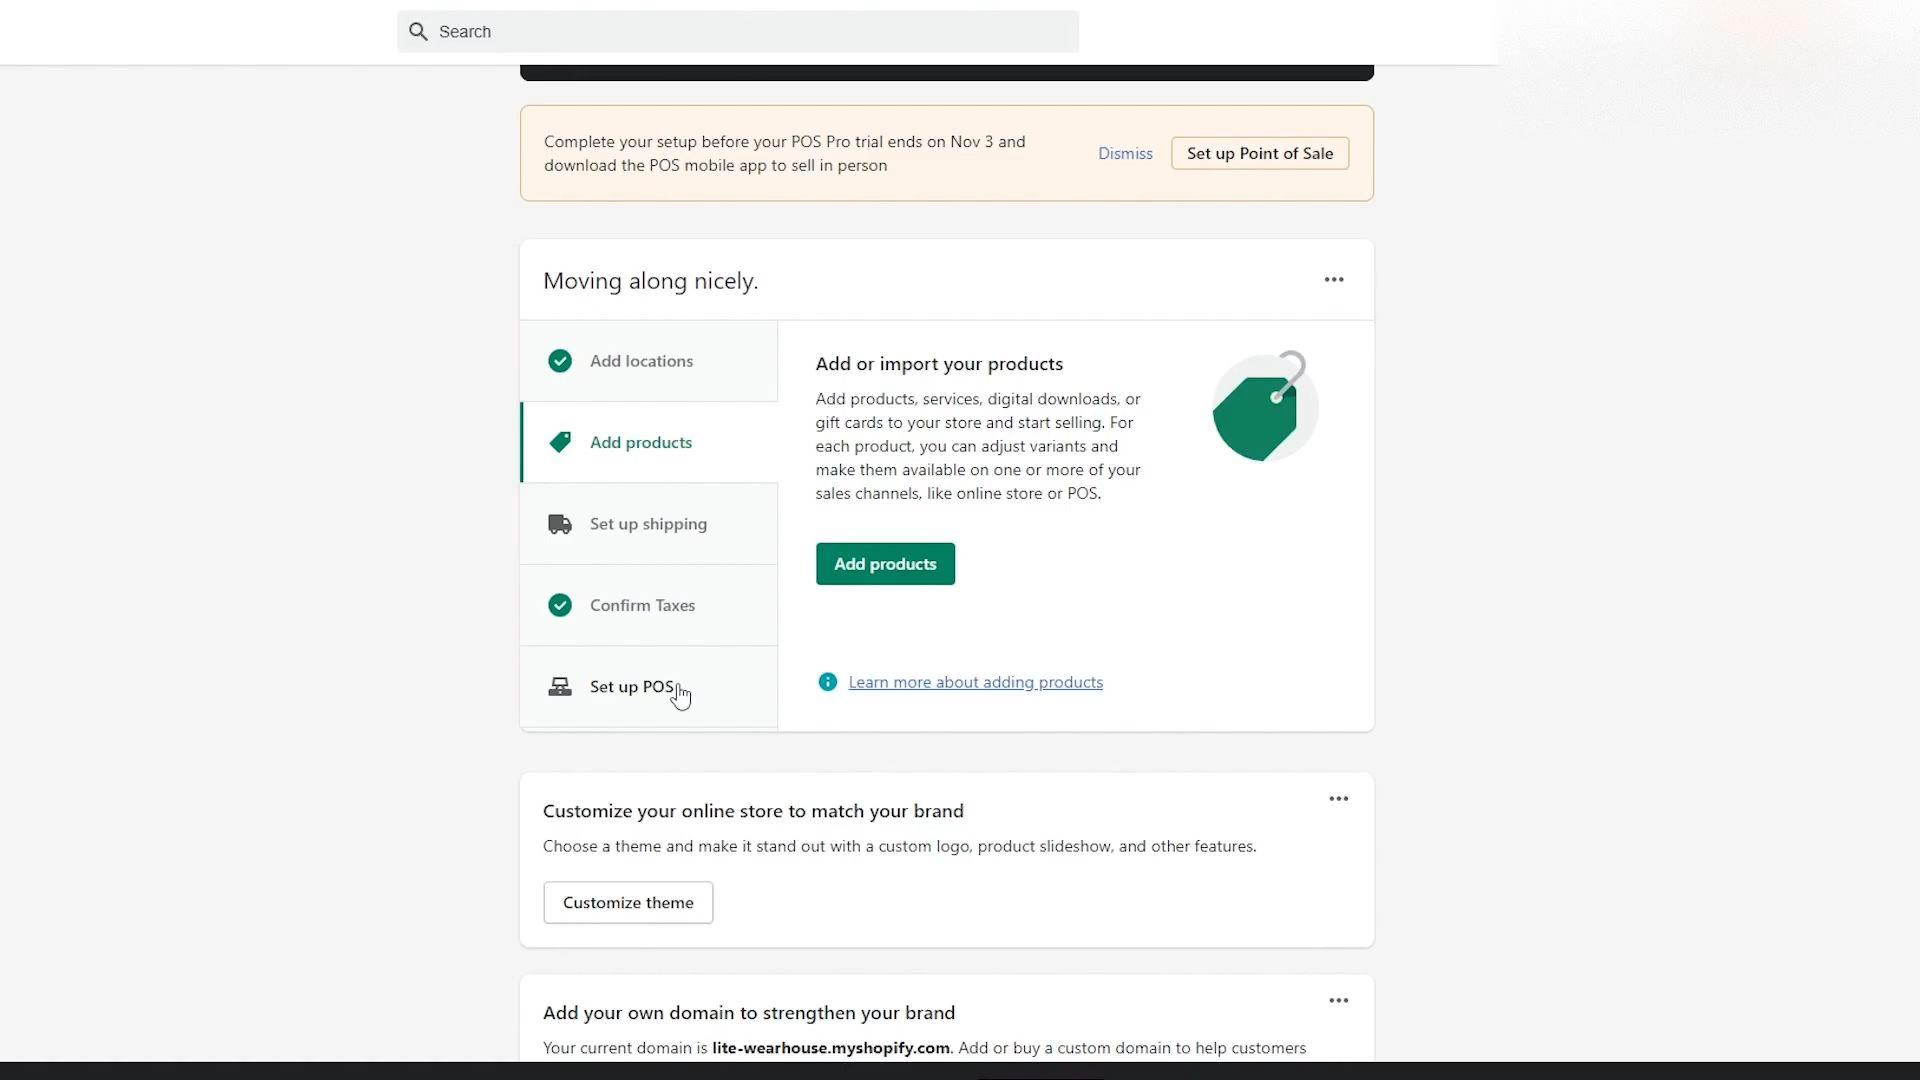 Search
Complete your setup before your POS Pro trial ends on Nov 3 and
download the POS mobile app to sell in person
Dismiss
Set up Point of Sale
Moving along nicely.
Add locations
Add products
Set up shipping
Confirm Taxes
Set up POS
Add or import your products
Add products, services, digital downloads, or
gift cards to your store and start selling. For
each product, you can adjust variants and
make them available on one or more of your
sales channels, like online store or POS.
Add products
Learn more about adding products
Customize your online store to match your brand
Choose a theme and make it stand out with a custom logo, product slideshow, and other features.
Customize theme
Add your own domain to strengthen your brand
Your current domain is lite-wearhouse.myshopify.com. Add or buy a custom domain to help customers